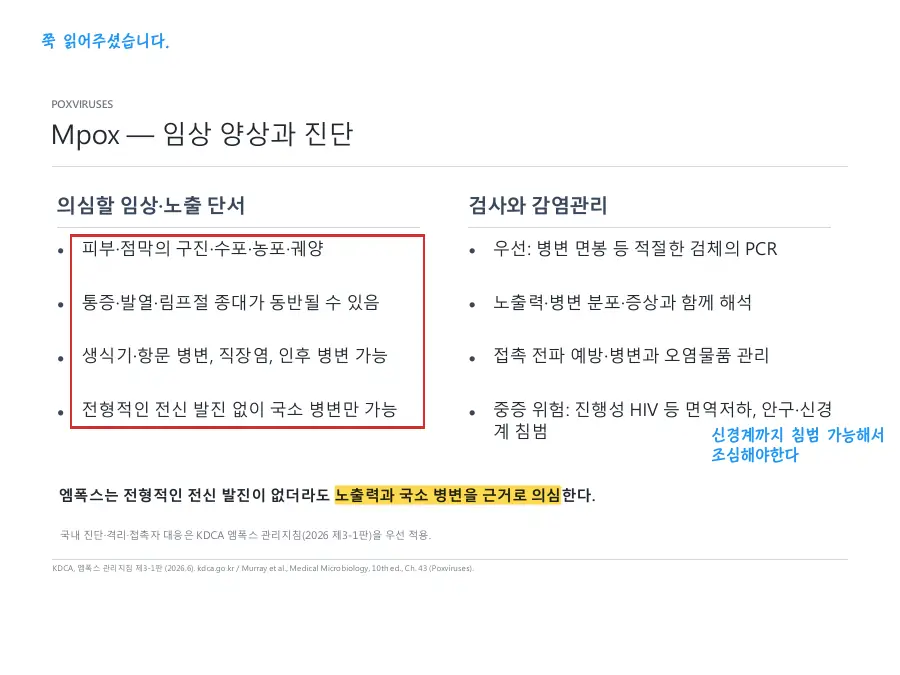 쭉 읽어주셨습니다.
POXVIRUSES
Mpox — 임상 양상과 진단
의심할 임상·노출 단서
• 피부·점막의 구진·수포·농포·궤양
• 통증·발열·림프절 종대가 동반될 수 있음
• 생식기·항문 병변, 직장염, 인후 병변 가능
• 전형적인 전신 발진 없이 국소 병변만 가능
검사와 감염관리
• 우선: 병변 면봉 등 적절한 검체의 PCR
• 노출력·병변 분포·증상과 함께 해석
• 접촉 전파 예방·병변과 오염물품 관리
• 중증 위험: 진행성 HIV 등 면역저하, 안구·신경
계 침범
신경계까지 침범 가능해서
조심해야한다
엠폭스는 전형적인 전신 발진이 없더라도 노출력과 국소 병변을 근거로 의심한다.
국내 진단·격리·접촉자 대응은 KDCA 엠폭스 관리지침(2026 제3-1판)을 우선 적용.
KDCA, 엠폭스 관리지침 제3-1판 (2026.6). kdca.go.kr / Murray et al., Medical Microbiology, 10th ed., Ch. 43 (Poxviruses).